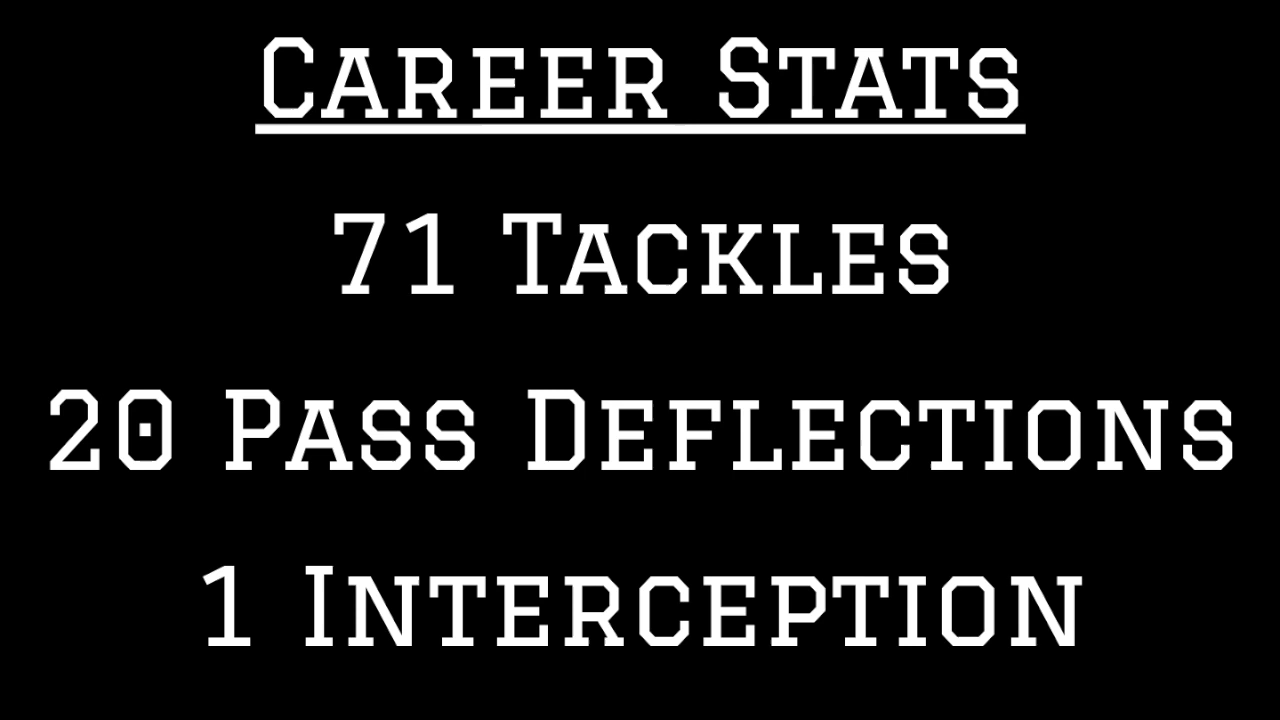 Career Stats
71 Tackles
20 Pass Deflections
1 Interception